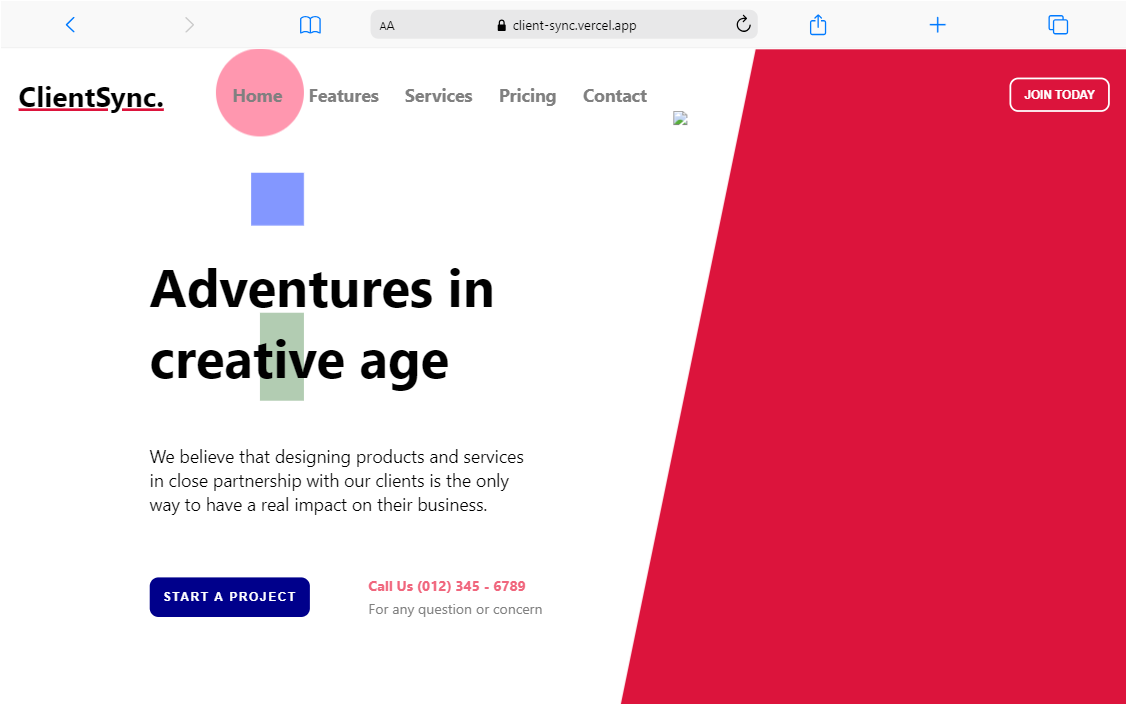 AA client-sync.vercel.app
ClientSync. Home Features Services Pricing Contact JOIN TODAY
Adventures in
creative age
We believe that designing products and services
in close partnership with our clients is the only
way to have a real impact on their business.
START A PROJECT
Call Us (012) 345 - 6789
For any question or concern